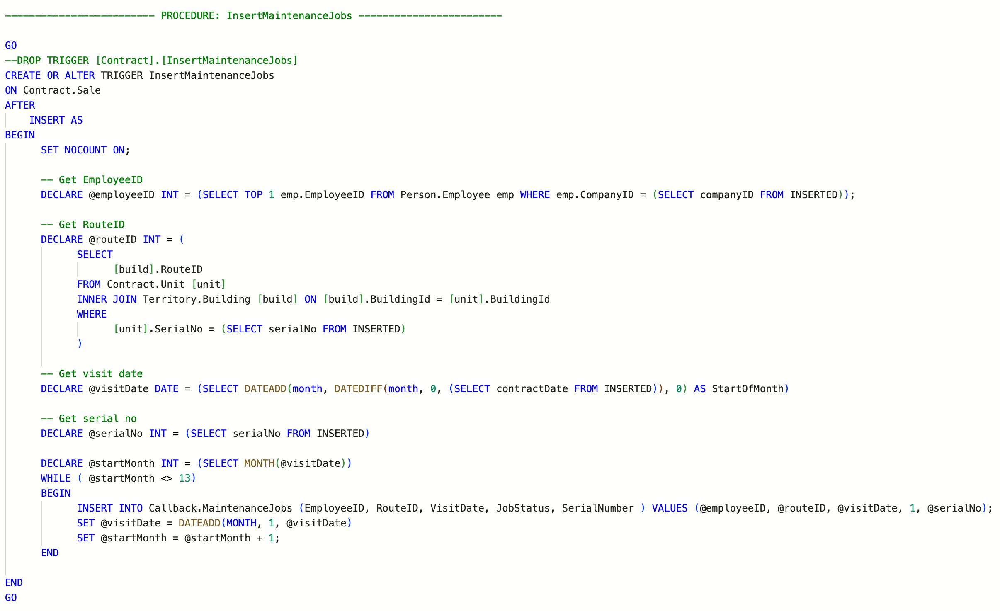 ------------------------- PROCEDURE: InsertMaintenanceJobs ------------------------
GO
--DROP TRIGGER [Contract].[InsertMaintenanceJobs]
CREATE OR ALTER TRIGGER InsertMaintenanceJobs
ON Contract.Sale
AFTER
INSERT AS
BEGIN
SET NOCOUNT ON;
-- Get EmployeeID
DECLARE @employeeID INT = (SELECT TOP 1 emp.EmployeeID FROM Person.Employee emp WHERE emp.CompanyID = (SELECT companyID FROM INSERTED));
-- Get RouteID
DECLARE @routeID INT = (
SELECT
[build].RouteID
FROM Contract.Unit [unit]
INNER JOIN Territory.Building [build] ON [build].BuildingId = [unit].BuildingId
WHERE
[unit].SerialNo = (SELECT serialNo FROM INSERTED)
)
-- Get visit date
DECLARE @visitDate DATE = (SELECT DATEADD(month, DATEDIFF(month, 0, (SELECT contractDate FROM INSERTED)), 0) AS StartOfMonth)
-- Get serial no
DECLARE @serialNo INT = (SELECT serialNo FROM INSERTED)
DECLARE @startMonth INT = (SELECT MONTH(@visitDate))
WHILE ( @startMonth <> 13)
BEGIN
INSERT INTO Callback.MaintenanceJobs (EmployeeID, RouteID, VisitDate, JobStatus, SerialNumber ) VALUES (@employeeID, @routeID, @visitDate, 1, @serialNo);
SET @visitDate = DATEADD(MONTH, 1, @visitDate)
SET @startMonth = @startMonth + 1;
END
END
GO